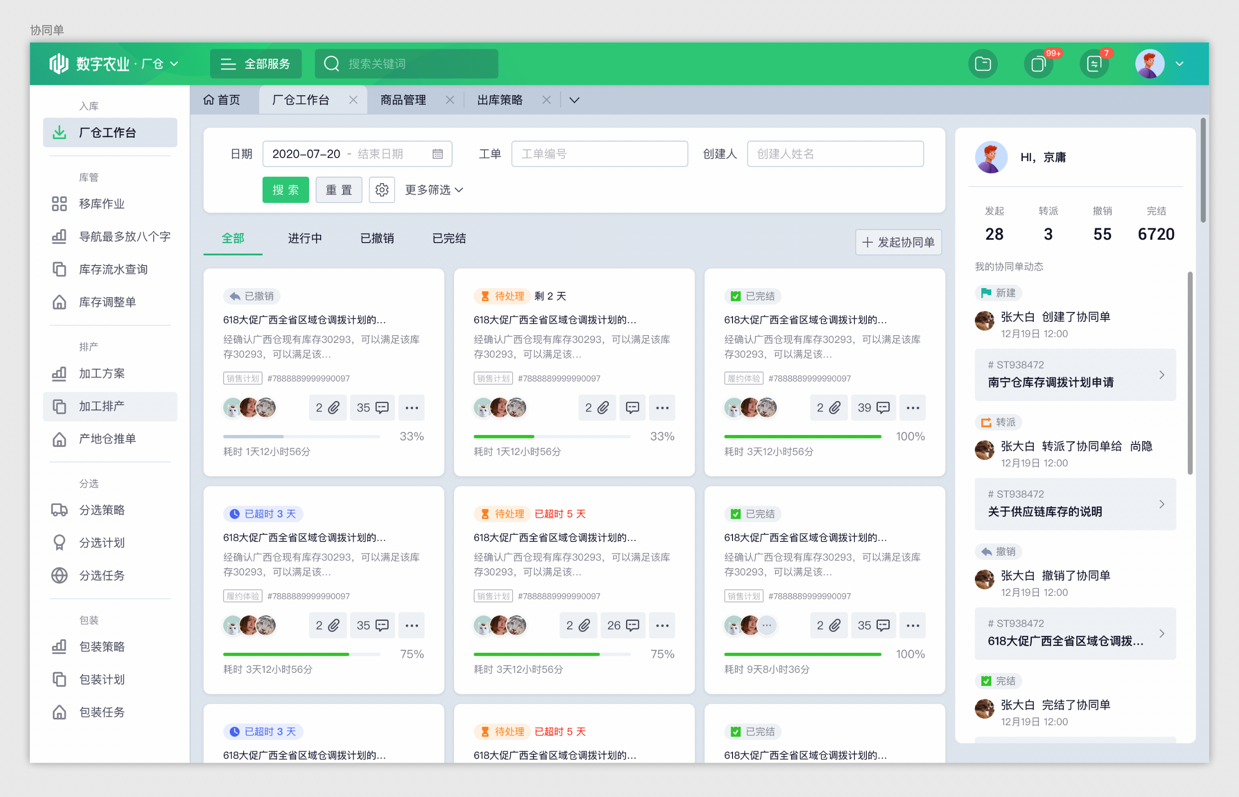 协同单
数字农业 · 厂仓
全部服务
搜索关键词
99+
7
入库
厂仓工作台
库管
移库作业
导航最多放八个字
库存流水查询
库存调整单
排产
加工方案
加工排产
产地仓推单
分选
分选策略
分选计划
分选任务
包装
包装策略
包装计划
包装任务
首页
厂仓工作台
商品管理
出库策略
日期
2020-07-20 - 结束日期
工单
工单编号
创建人
创建人姓名
搜 索
重 置
更多筛选
全部
进行中
已撤销
已完结
发起协同单
已撤销
618大促广西全省区域仓调拨计划的...
经确认广西仓现有库存30293，可以满足该库
存30293，可以满足该...
销售计划 #7888889999990097
2
35
33%
耗时 1天12小时56分
待处理 剩 2 天
618大促广西全省区域仓调拨计划的...
经确认广西仓现有库存30293，可以满足该库
存30293，可以满足该...
销售计划 #7888889999990097
2
33%
耗时 1天12小时56分
已完结
618大促广西全省区域仓调拨计划的...
经确认广西仓现有库存30293，可以满足该库
存30293，可以满足该...
履约体验 #7888889999990097
2
39
100%
耗时 3天12小时56分
已超时 3 天
618大促广西全省区域仓调拨计划的...
经确认广西仓现有库存30293，可以满足该库
存30293，可以满足该...
履约体验 #7888889999990097
2
35
75%
耗时 3天12小时56分
待处理 已超时 5 天
618大促广西全省区域仓调拨计划的...
经确认广西仓现有库存30293，可以满足该库
存30293，可以满足该...
销售计划 #7888889999990097
2
26
75%
耗时 3天12小时56分
已完结
618大促广西全省区域仓调拨计划的...
经确认广西仓现有库存30293，可以满足该库
存30293，可以满足该...
销售计划 #7888889999990097
2
35
100%
耗时 9天8小时36分
已超时 3 天
618大促广西全省区域仓调拨计划的...
待处理 已超时 5 天
618大促广西全省区域仓调拨计划的...
已完结
618大促广西全省区域仓调拨计划的...
HI，京庸
发起 转派 撤销 完结
28 3 55 6720
我的协同单动态
新建
张大白 创建了协同单
12月19日 12:00
# ST938472
南宁仓库存调拨计划申请
转派
张大白 转派了协同单给 尚隐
12月19日 12:00
# ST938472
关于供应链库存的说明
撤销
张大白 撤销了协同单
12月19日 12:00
# ST938472
618大促广西全省区域仓调拨...
完结
张大白 完结了协同单
12月19日 12:00